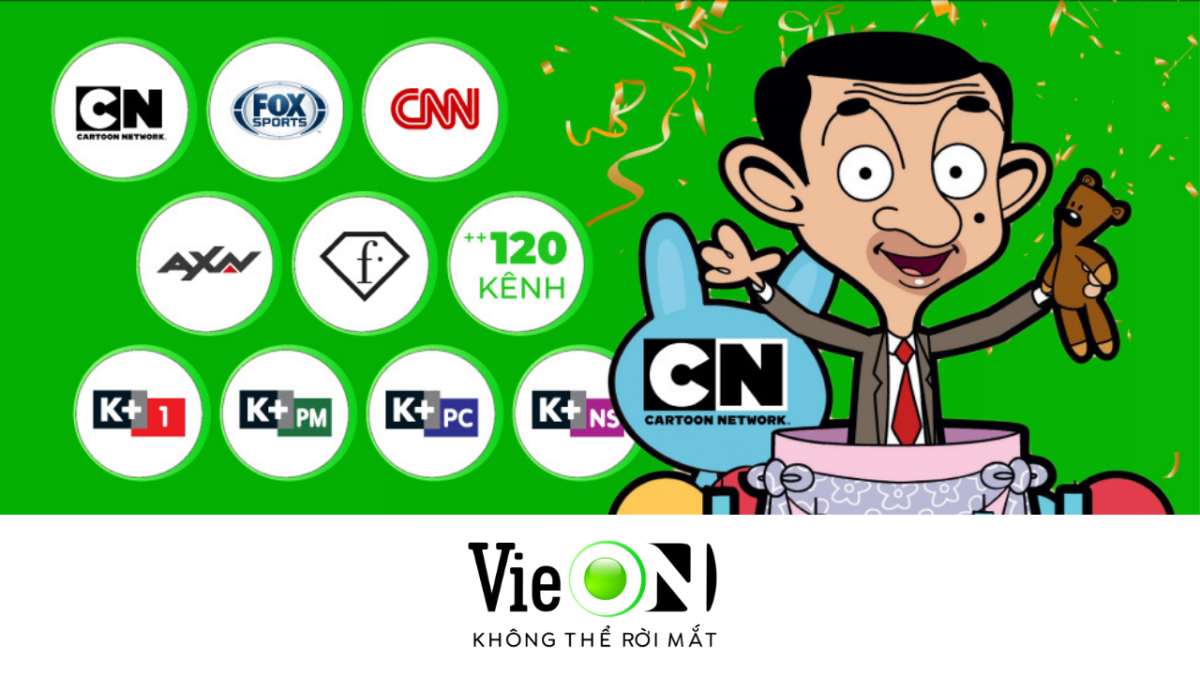 CN
CARTOON NETWORK
FOX
SPORTS
CNN
AXN
f
++120
KÊNH
K+ 1
K+ PM
K+ PC
K+ NS
CN
CARTOON NETWORK
VieON
KHÔNG THỂ RỜI MẮT